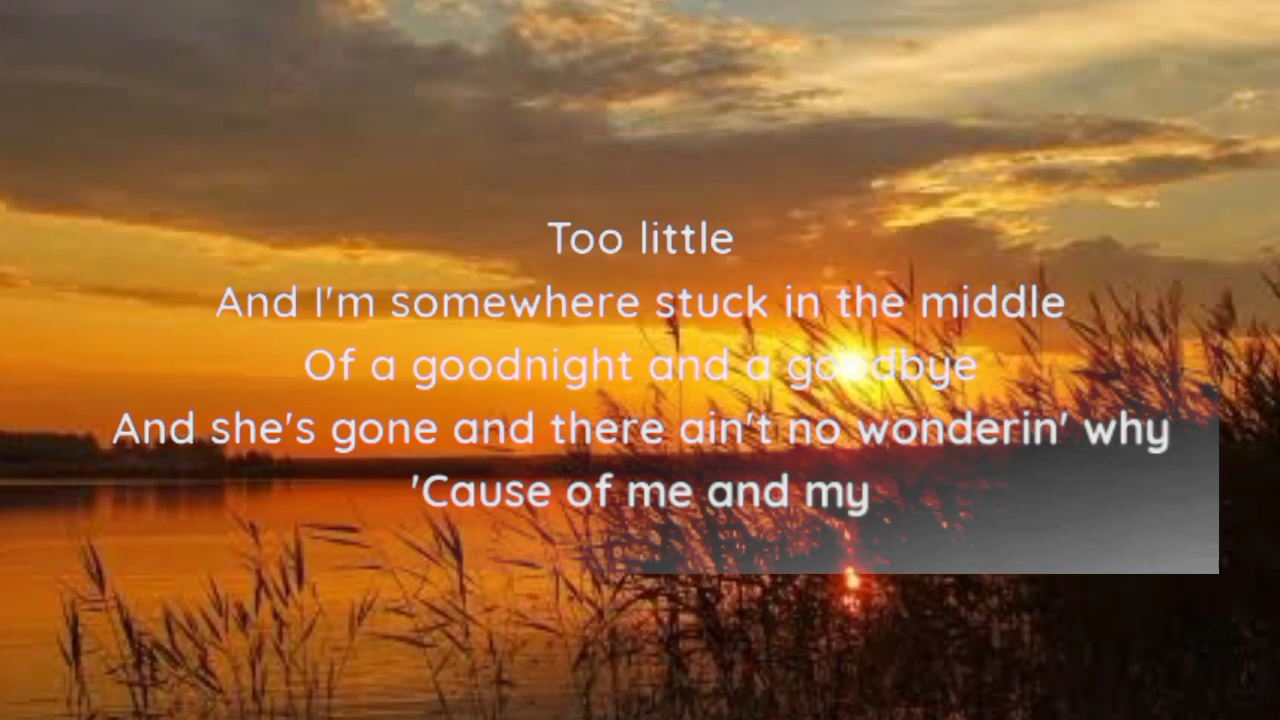 Too little
And I'm somewhere stuck in the middle
Of a goodnight and a goodbye
And she's gone and there ain't no wonderin' why
'Cause of me and my